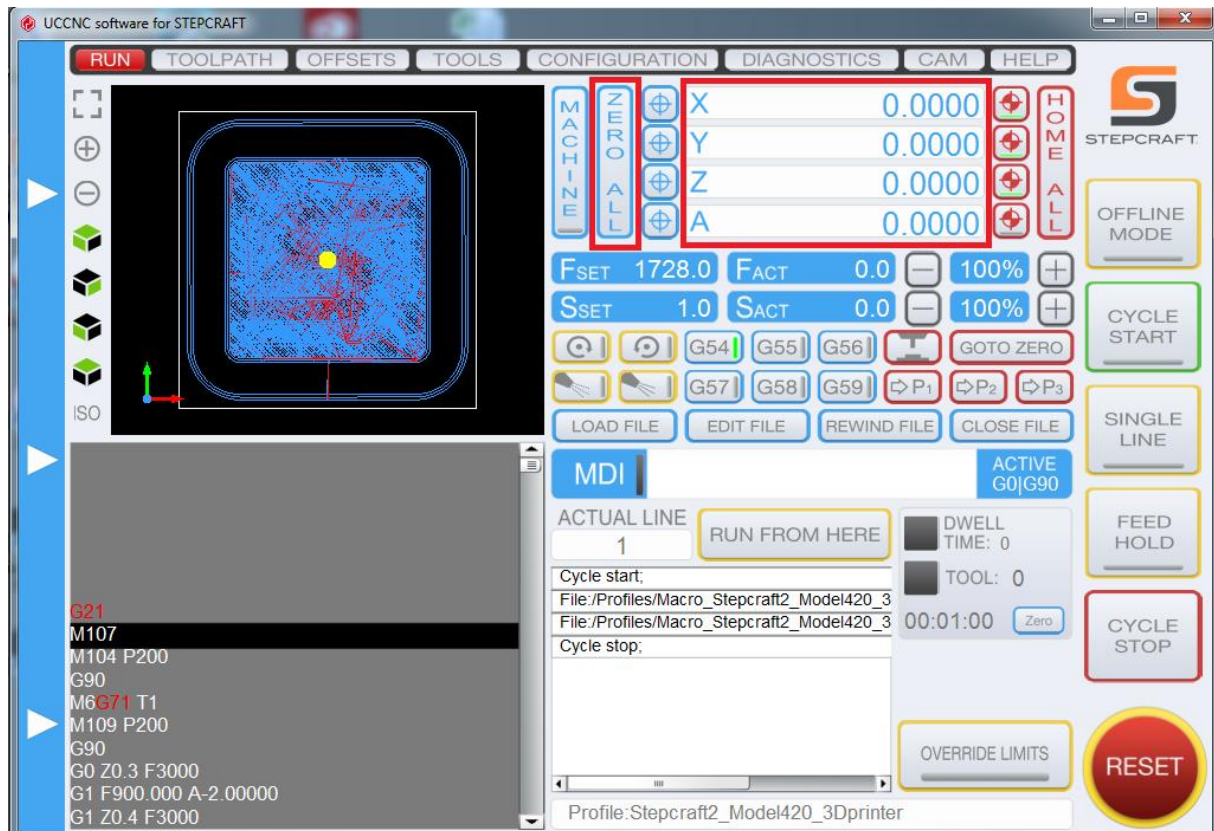 UCCNC software for STEPCRAFT
RUN TOOLPATH OFFSETS TOOLS CONFIGURATION DIAGNOSTICS CAM HELP
MACHINE
ZERO ALL
X 0.0000
Y 0.0000
Z 0.0000
A 0.0000
HOME ALL
STEPCRAFT
OFFLINE
MODE
FSET 1728.0 FACT 0.0 100%
SSET 1.0 SACT 0.0 100%
CYCLE
START
G54 G55 G56 GOTO ZERO
G57 G58 G59 P1 P2 P3
ISO
LOAD FILE EDIT FILE REWIND FILE CLOSE FILE
SINGLE
LINE
MDI
ACTIVE
G0|G90
ACTUAL LINE
1
RUN FROM HERE
DWELL
TIME: 0
TOOL: 0
00:01:00 Zero
FEED
HOLD
Cycle start;
File:/Profiles/Macro_Stepcraft2_Model420_3
File:/Profiles/Macro_Stepcraft2_Model420_3
Cycle stop;
CYCLE
STOP
G21
M107
M104 P200
G90
M6G71 T1
M109 P200
G90
G0 Z0.3 F3000
G1 F900.000 A-2.00000
G1 Z0.4 F3000
OVERRIDE LIMITS
RESET
Profile:Stepcraft2_Model420_3Dprinter